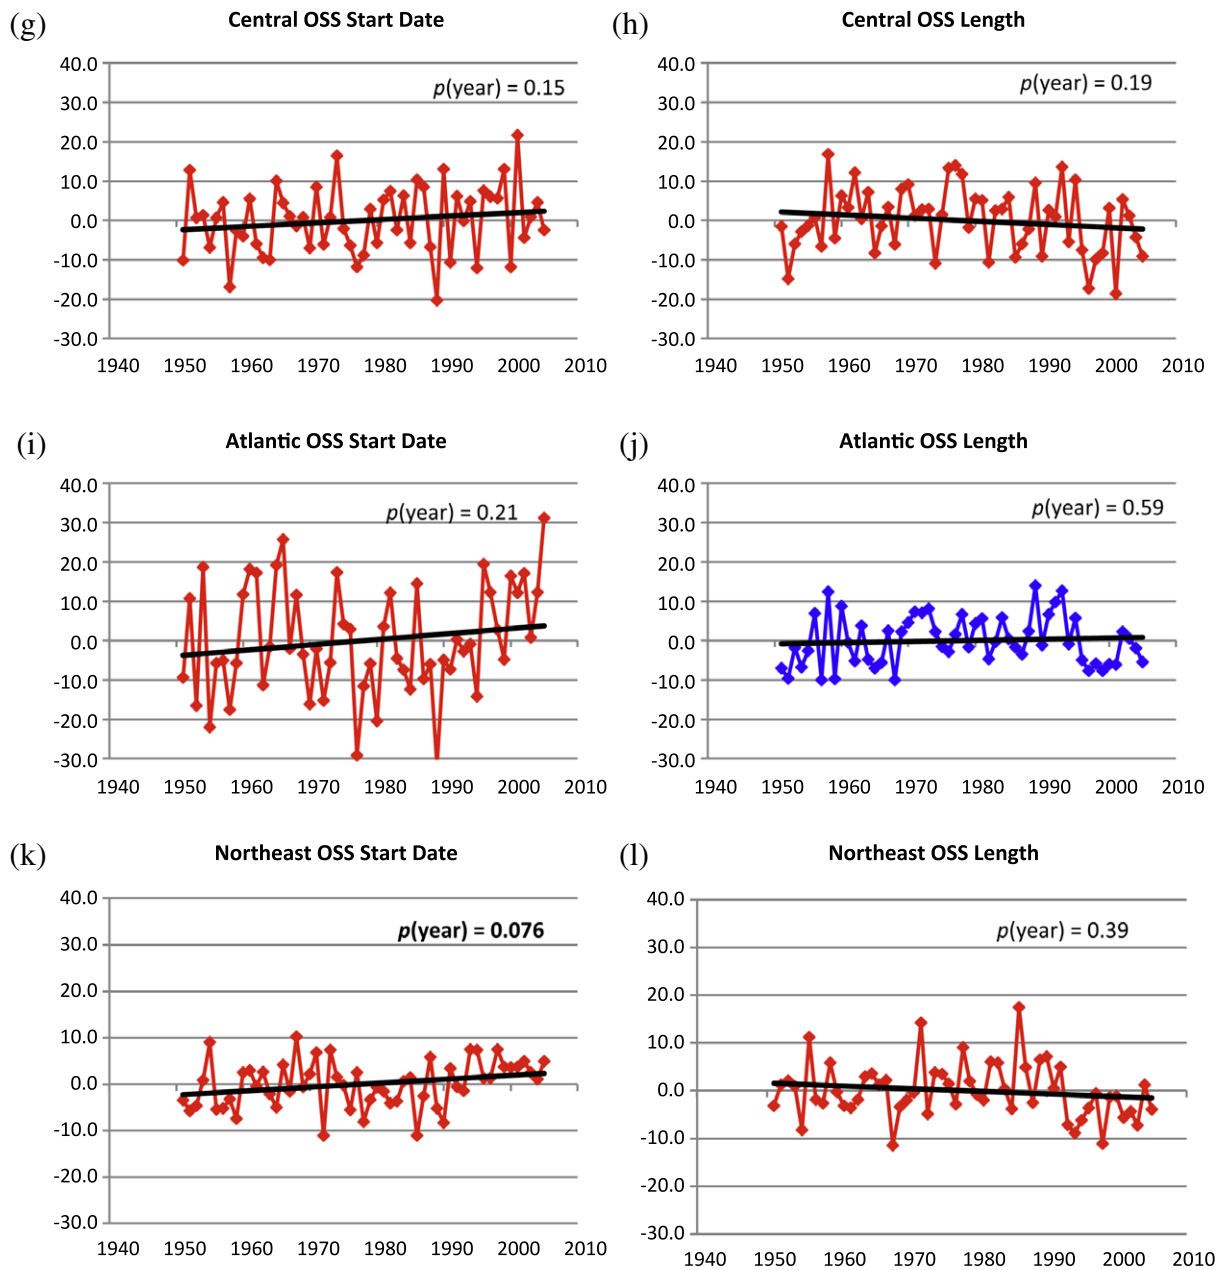 (g) Central OSS Start Date
p(year) = 0.15
40.0
30.0
20.0
10.0
0.0
-10.0
-20.0
-30.0
1940 1950 1960 1970 1980 1990 2000 2010
(h) Central OSS Length
p(year) = 0.19
40.0
30.0
20.0
10.0
0.0
-10.0
-20.0
-30.0
1940 1950 1960 1970 1980 1990 2000 2010
(i) Atlantic OSS Start Date
p(year) = 0.21
40.0
30.0
20.0
10.0
0.0
-10.0
-20.0
-30.0
1940 1950 1960 1970 1980 1990 2000 2010
(j) Atlantic OSS Length
p(year) = 0.59
40.0
30.0
20.0
10.0
0.0
-10.0
-20.0
-30.0
1940 1950 1960 1970 1980 1990 2000 2010
(k) Northeast OSS Start Date
p(year) = 0.076
40.0
30.0
20.0
10.0
0.0
-10.0
-20.0
-30.0
1940 1950 1960 1970 1980 1990 2000 2010
(l) Northeast OSS Length
p(year) = 0.39
40.0
30.0
20.0
10.0
0.0
-10.0
-20.0
-30.0
1940 1950 1960 1970 1980 1990 2000 2010